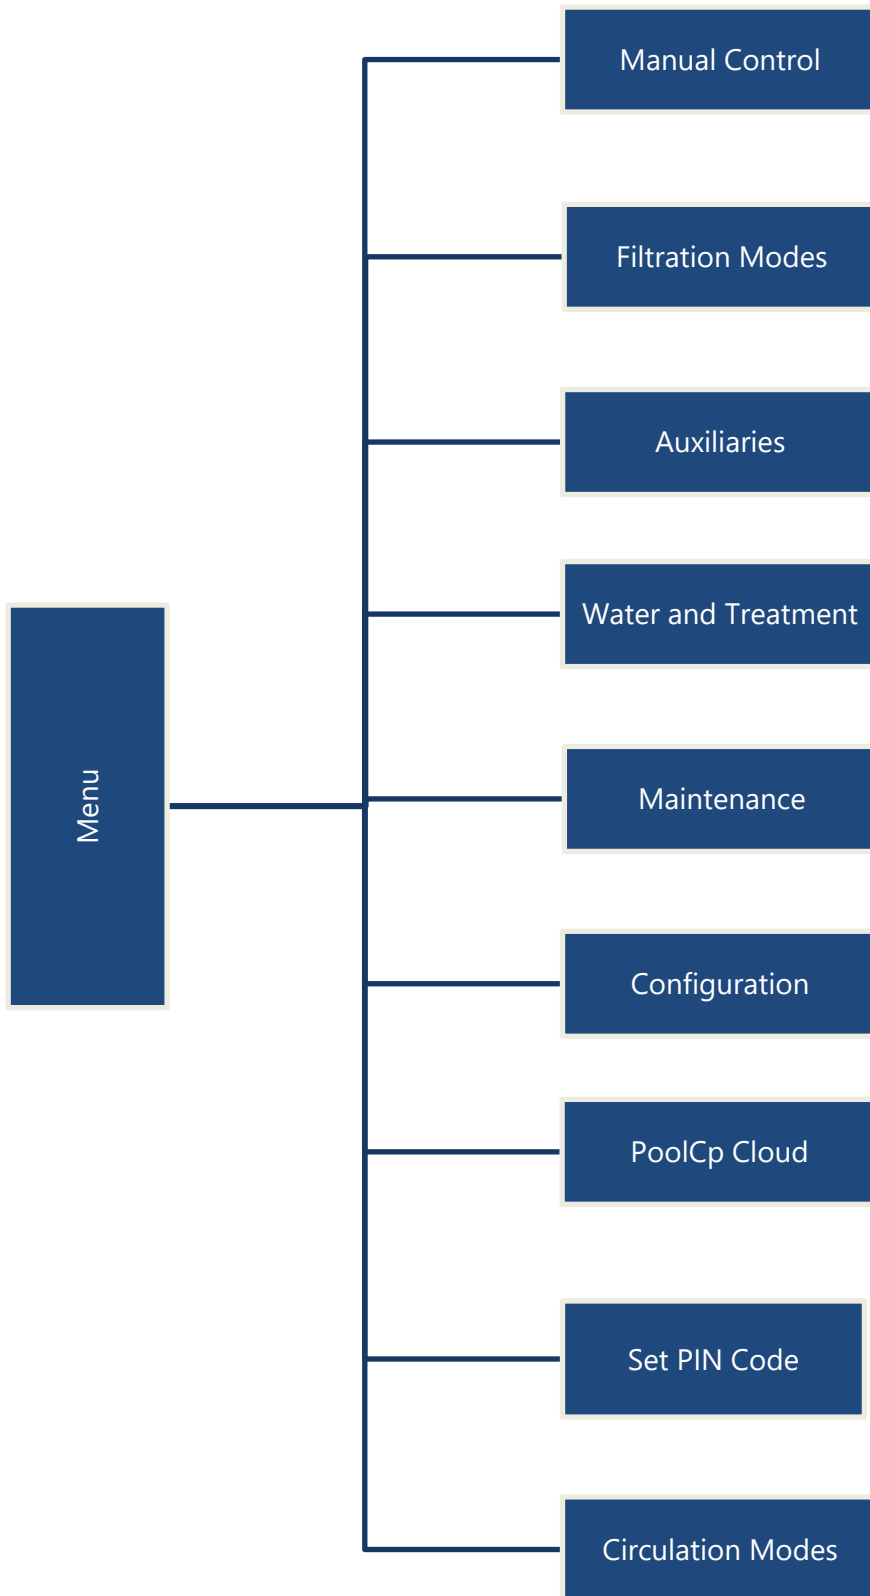 Manual Control
Filtration Modes
Auxiliaries
Water and Treatment
Menu
Maintenance
Configuration
PoolCp Cloud
Set PIN Code
Circulation Modes